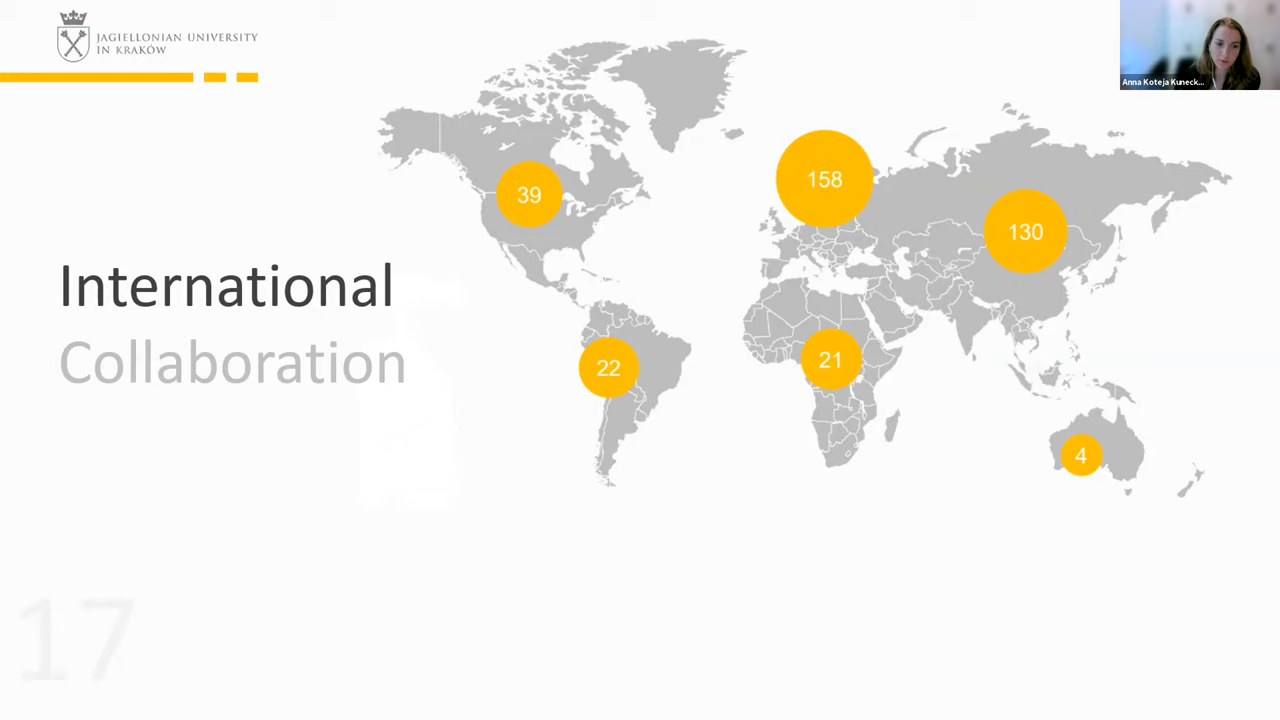 JAGIELLONIAN UNIVERSITY
IN KRAKÓW
Anna Koteja Kuneck...
39
158
130
International
Collaboration
22
21
4
17